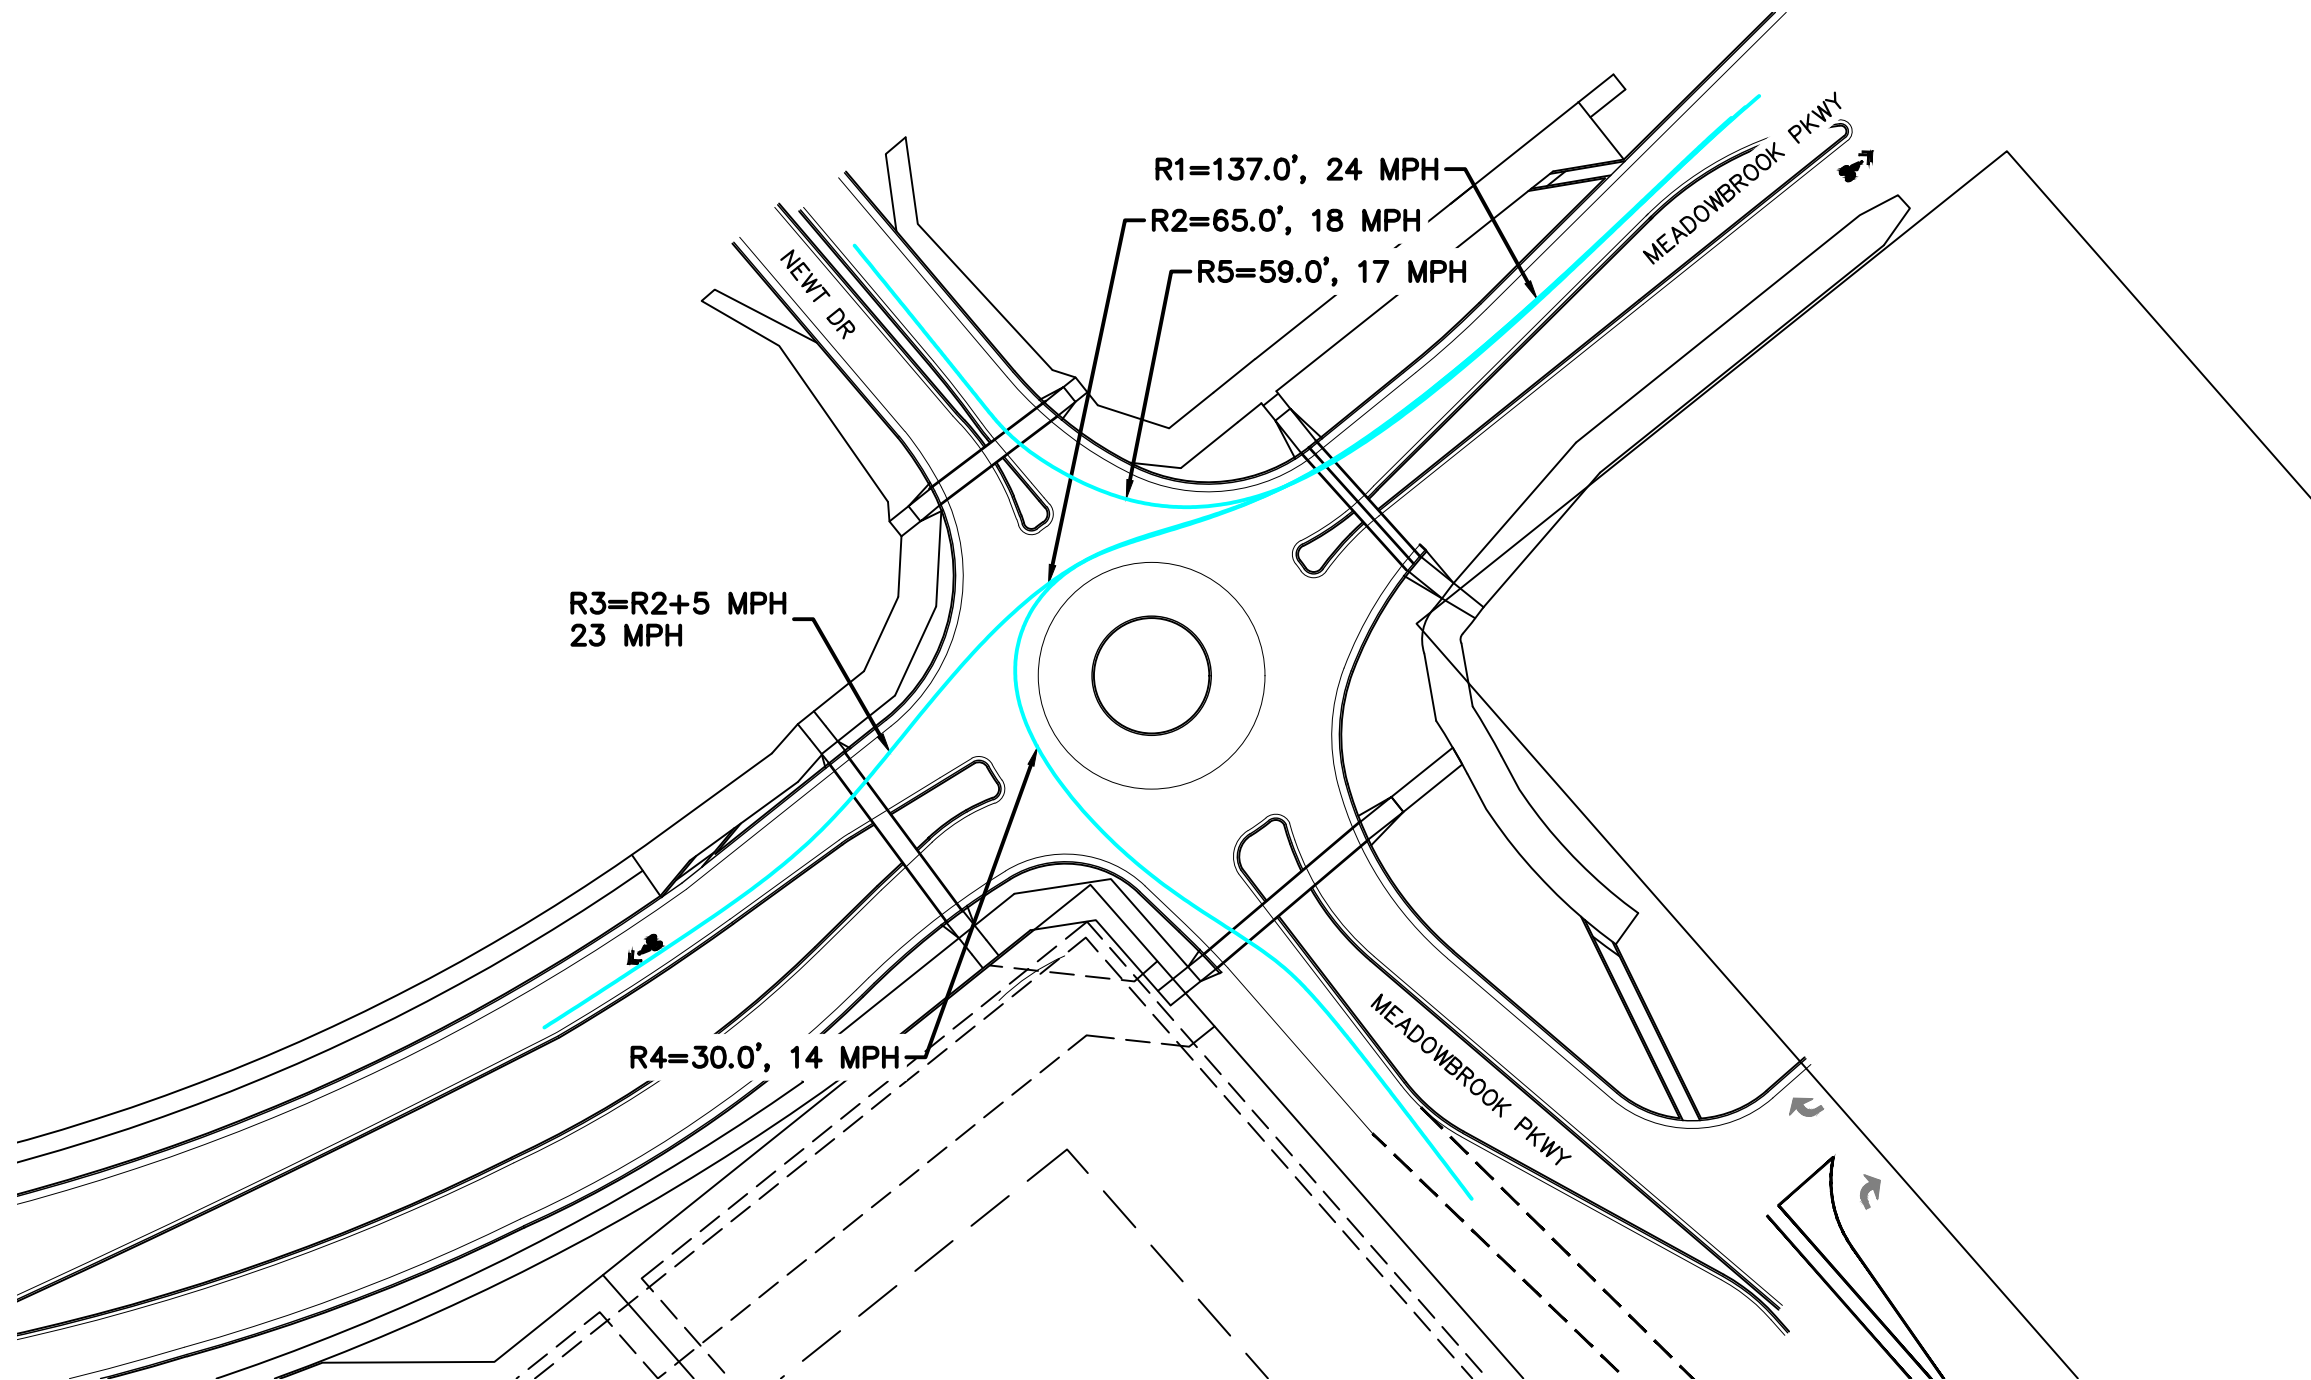 MEADOWBROOK PKWY
R1=137.0', 24 MPH
R2=65.0', 18 MPH
R5=59.0', 17 MPH
NEWT DR
R3=R2+5 MPH
23 MPH
R4=30.0', 14 MPH
MEADOWBROOK PKWY